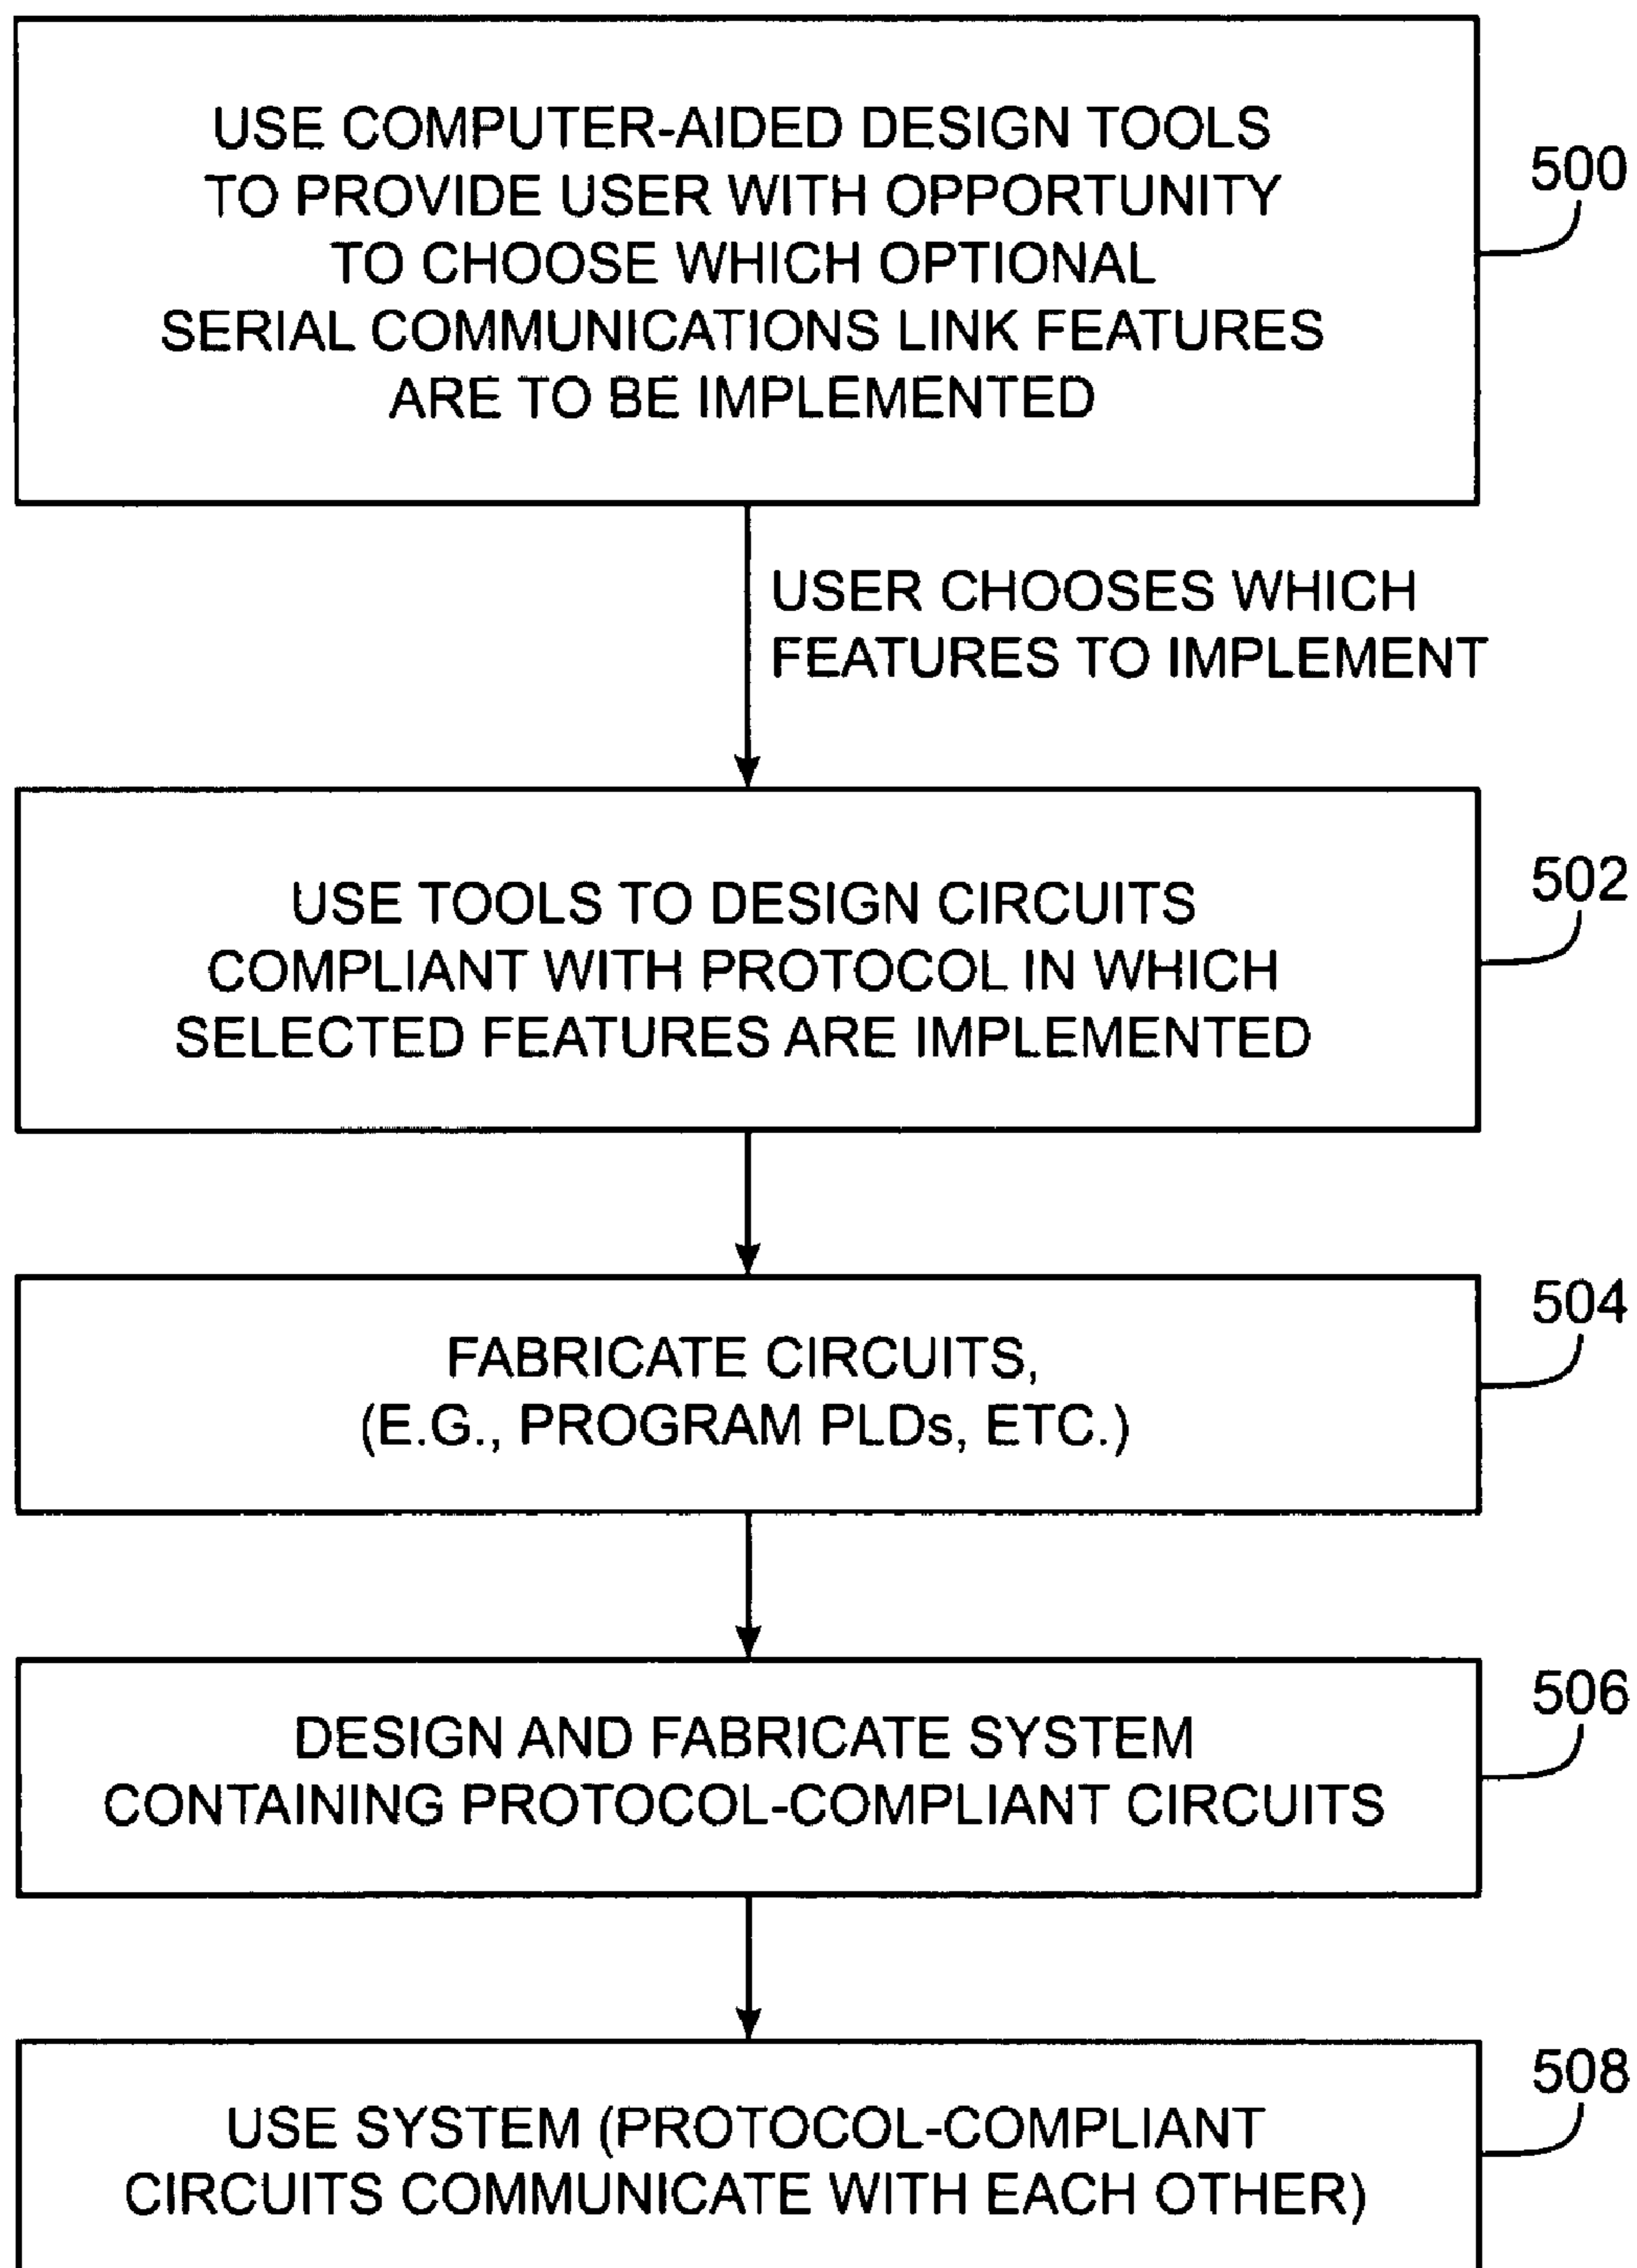 USE COMPUTER-AIDED DESIGN TOOLS
TO PROVIDE USER WITH OPPORTUNITY
TO CHOOSE WHICH OPTIONAL
SERIAL COMMUNICATIONS LINK FEATURES
ARE TO BE IMPLEMENTED
500
USER CHOOSES WHICH
FEATURES TO IMPLEMENT
USE TOOLS TO DESIGN CIRCUITS
COMPLIANT WITH PROTOCOL IN WHICH
SELECTED FEATURES ARE IMPLEMENTED
502
FABRICATE CIRCUITS,
(E.G., PROGRAM PLDs, ETC.)
504
DESIGN AND FABRICATE SYSTEM
CONTAINING PROTOCOL-COMPLIANT CIRCUITS
506
USE SYSTEM (PROTOCOL-COMPLIANT
CIRCUITS COMMUNICATE WITH EACH OTHER)
508